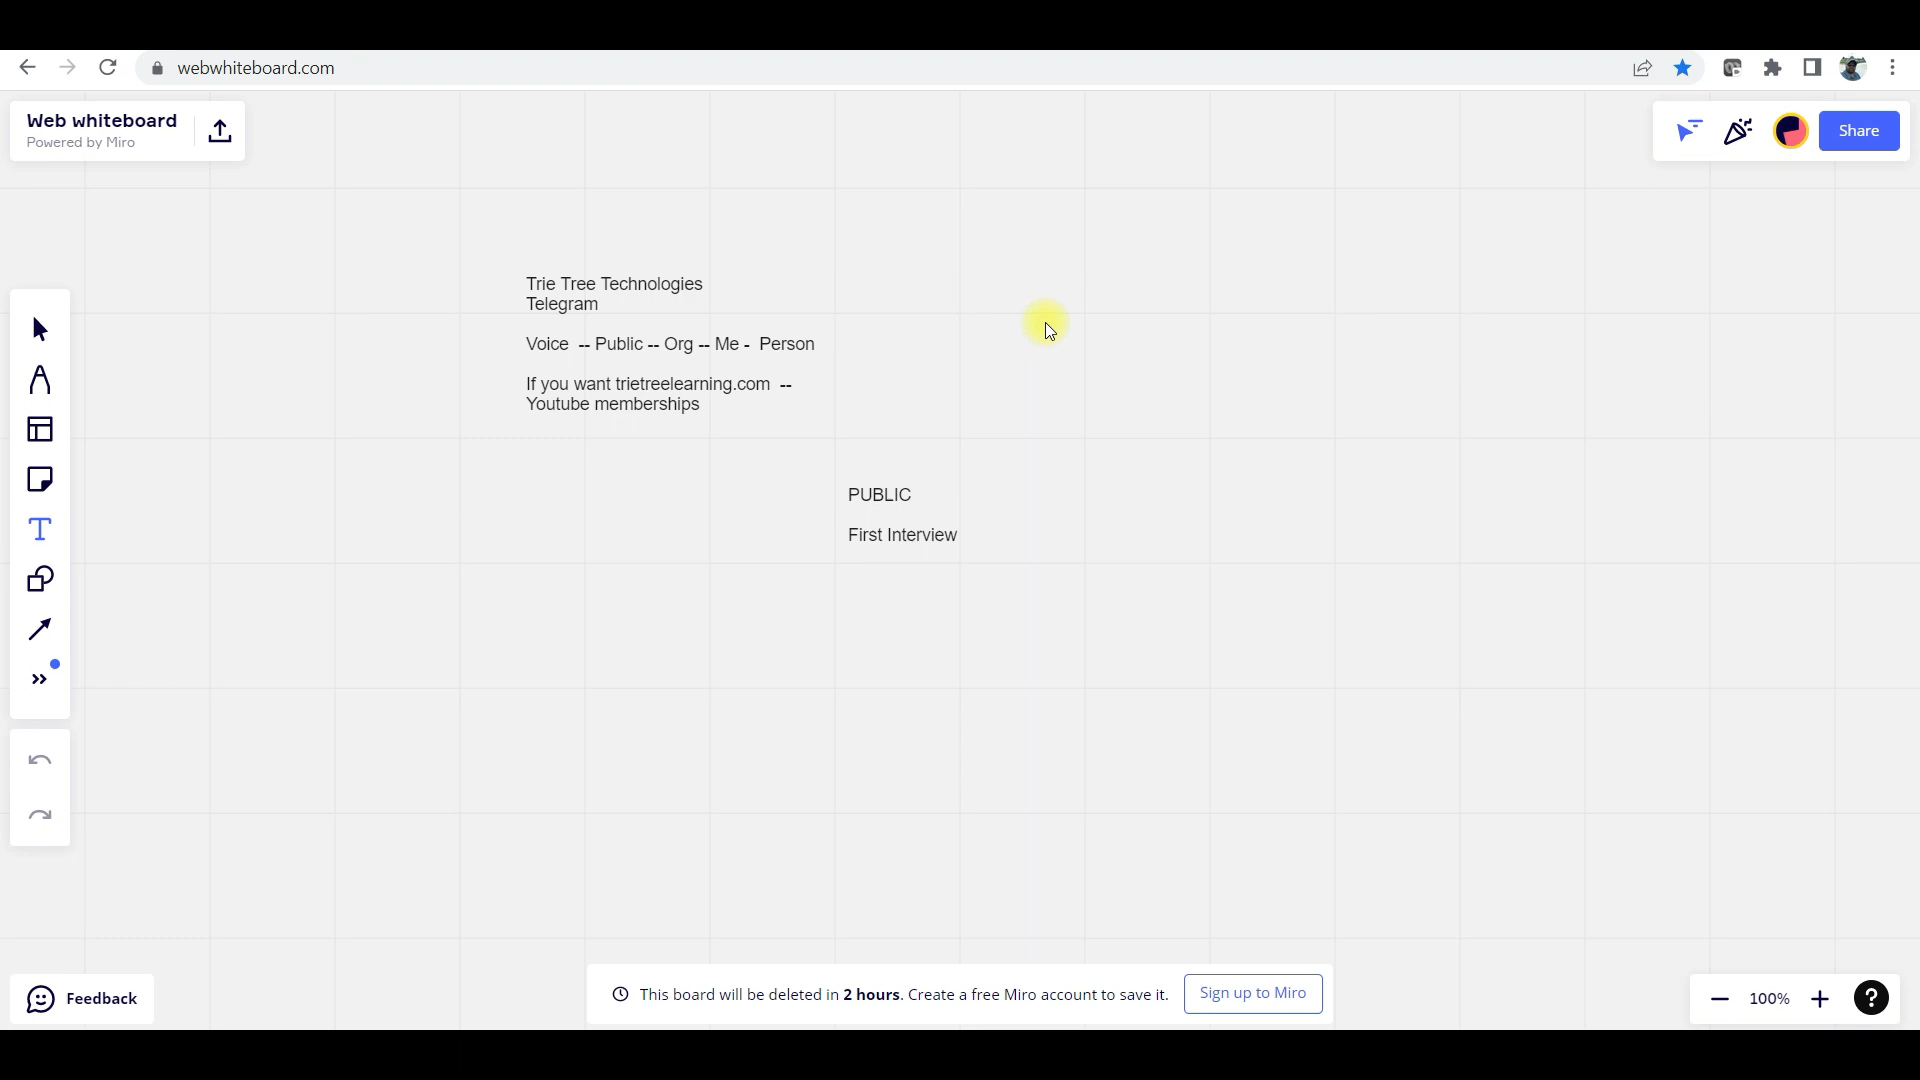 webwhiteboard.com
Web whiteboard
Powered by Miro
Share
Trie Tree Technologies
Telegram
Voice -- Public -- Org -- Me - Person
If you want trietreelearning.com --
Youtube memberships
PUBLIC
First Interview
Feedback
This board will be deleted in 2 hours. Create a free Miro account to save it.
Sign up to Miro
100%